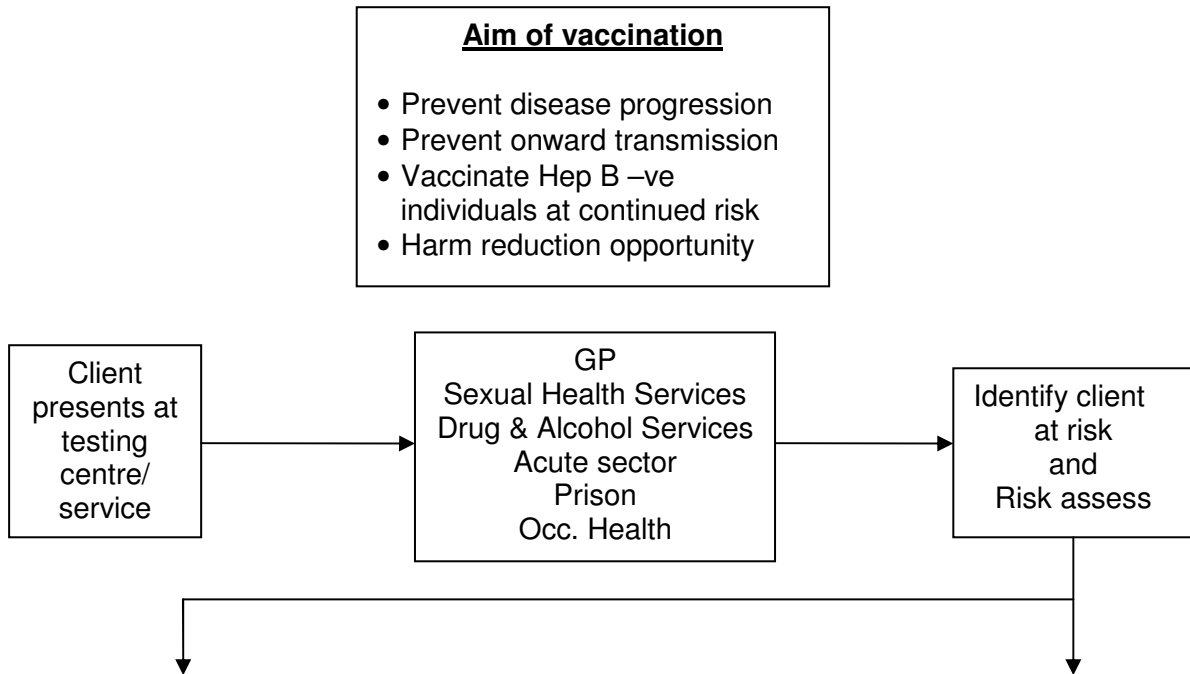 Aim of vaccination
• Prevent disease progression
• Prevent onward transmission
• Vaccinate Hep B –ve
individuals at continued risk
• Harm reduction opportunity
Client
presents at
testing
centre/
service
GP
Sexual Health Services
Drug & Alcohol Services
Acute sector
Prison
Occ. Health
Identify client
at risk
and
Risk assess